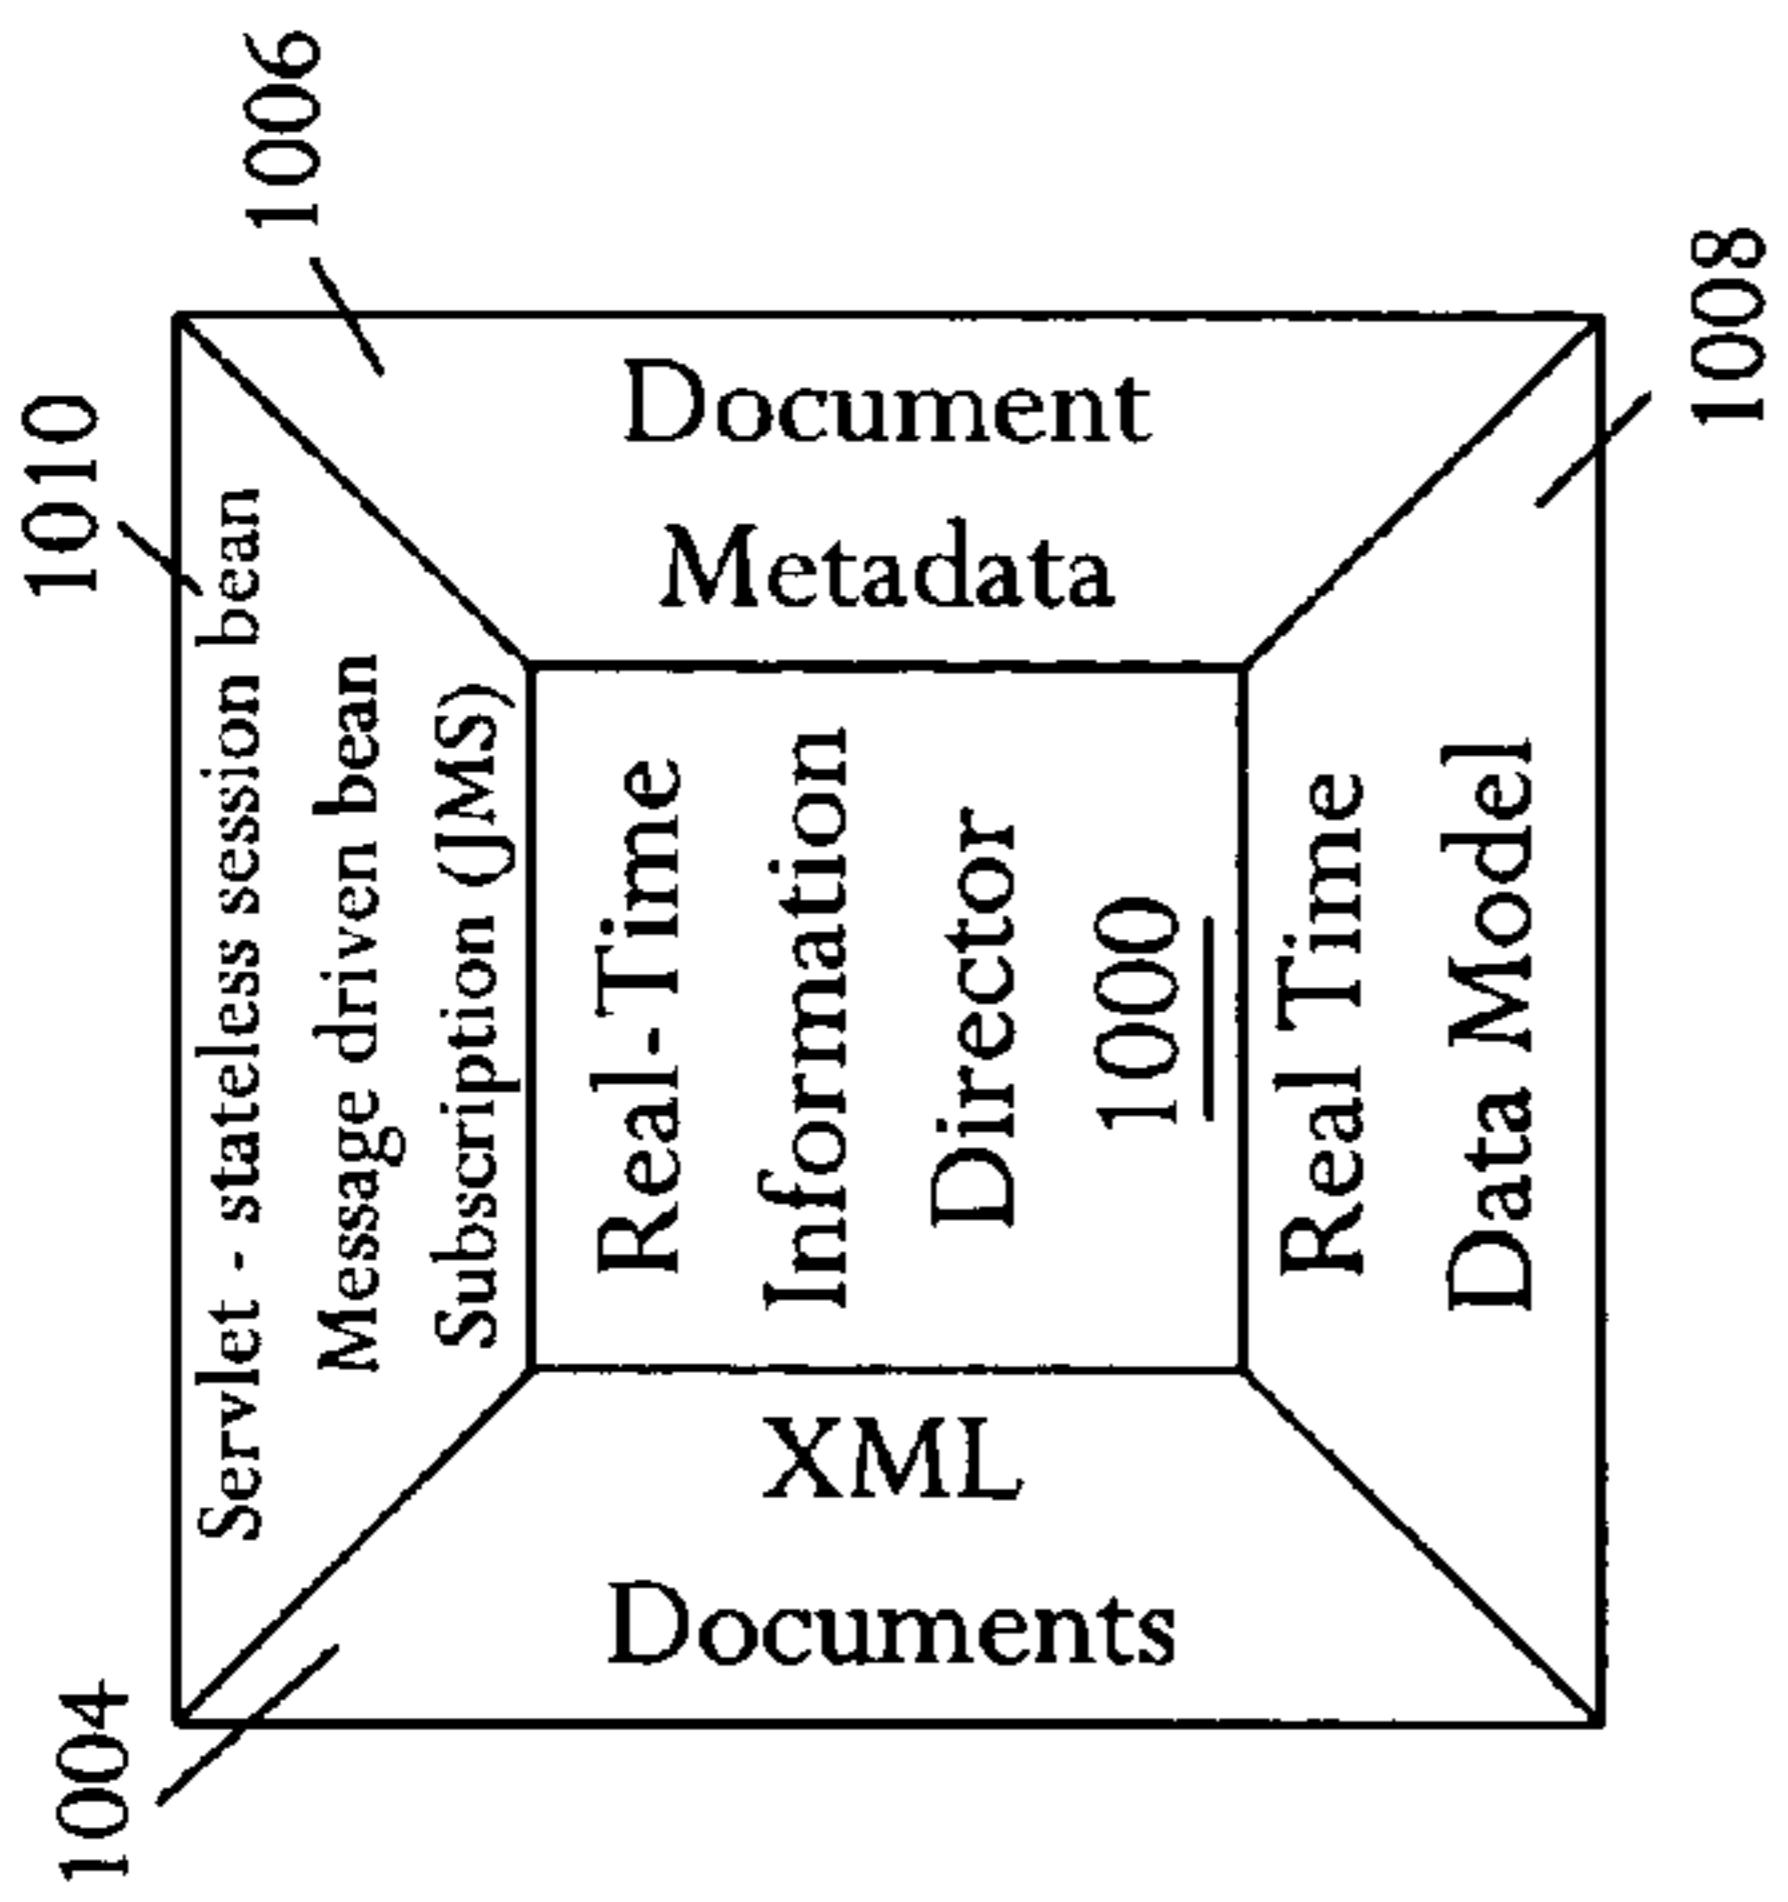 1010
Servlet - stateless session bean
Message driven bean
Subscription (JMS)
1006
Document
Metadata
1004
XML
Documents
Real-Time
Information
Director
1000
Real Time
Data Model
1008